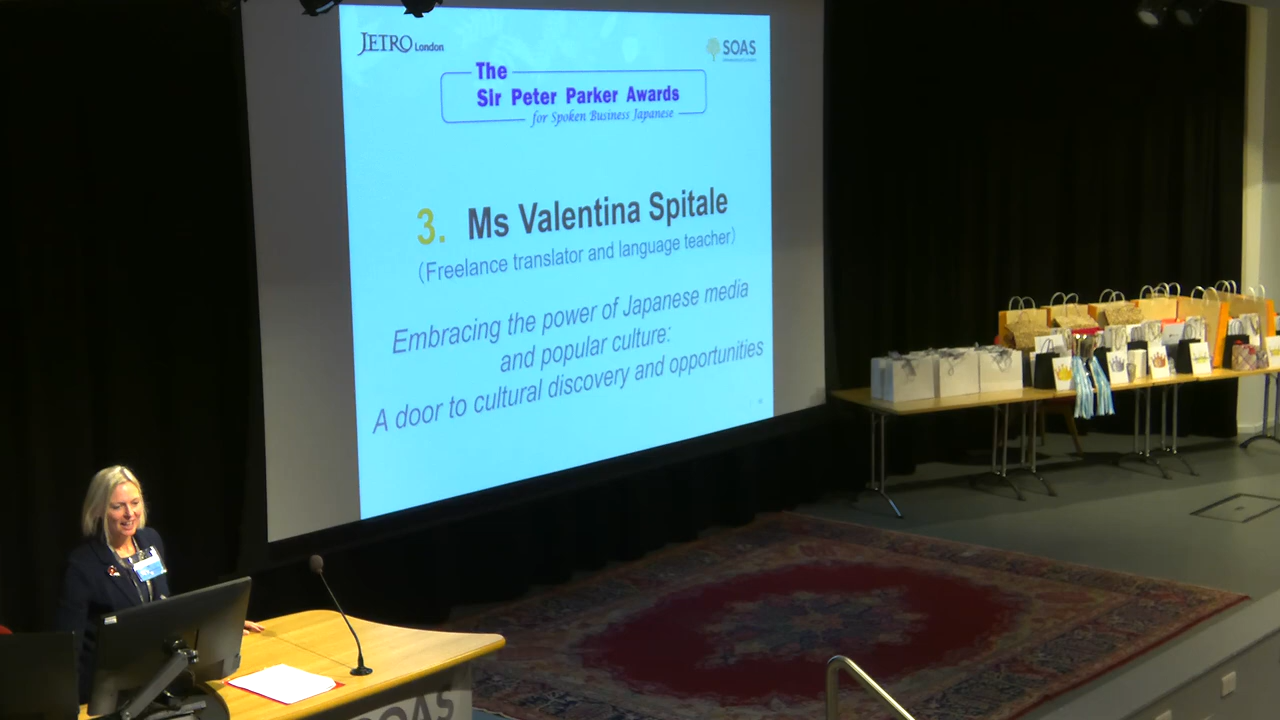 JETRO London
SOAS
The
Sir Peter Parker Awards
for Spoken Business Japanese
3. Ms Valentina Spitale
(Freelance translator and language teacher)
Embracing the power of Japanese media
and popular culture:
A door to cultural discovery and opportunities
SOAS